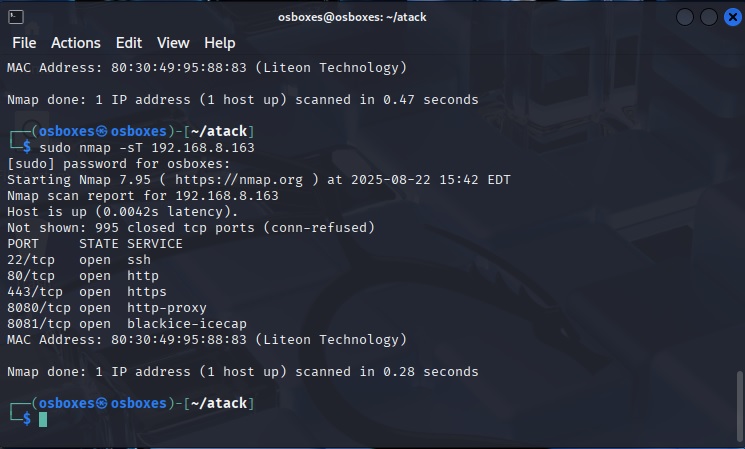 osboxes@osboxes: ~/atack
File Actions Edit View Help
MAC Address: 80:30:49:95:88:83 (Liteon Technology)
Nmap done: 1 IP address (1 host up) scanned in 0.47 seconds
┌──(osboxes㉿osboxes)-[~/atack]
└─$ sudo nmap -sT 192.168.8.163
[sudo] password for osboxes:
Starting Nmap 7.95 ( https://nmap.org ) at 2025-08-22 15:42 EDT
Nmap scan report for 192.168.8.163
Host is up (0.0042s latency).
Not shown: 995 closed tcp ports (conn-refused)
PORT     STATE SERVICE
22/tcp   open  ssh
80/tcp   open  http
443/tcp  open  https
8080/tcp open  http-proxy
8081/tcp open  blackice-icecap
MAC Address: 80:30:49:95:88:83 (Liteon Technology)
Nmap done: 1 IP address (1 host up) scanned in 0.28 seconds
┌──(osboxes㉿osboxes)-[~/atack]
└─$